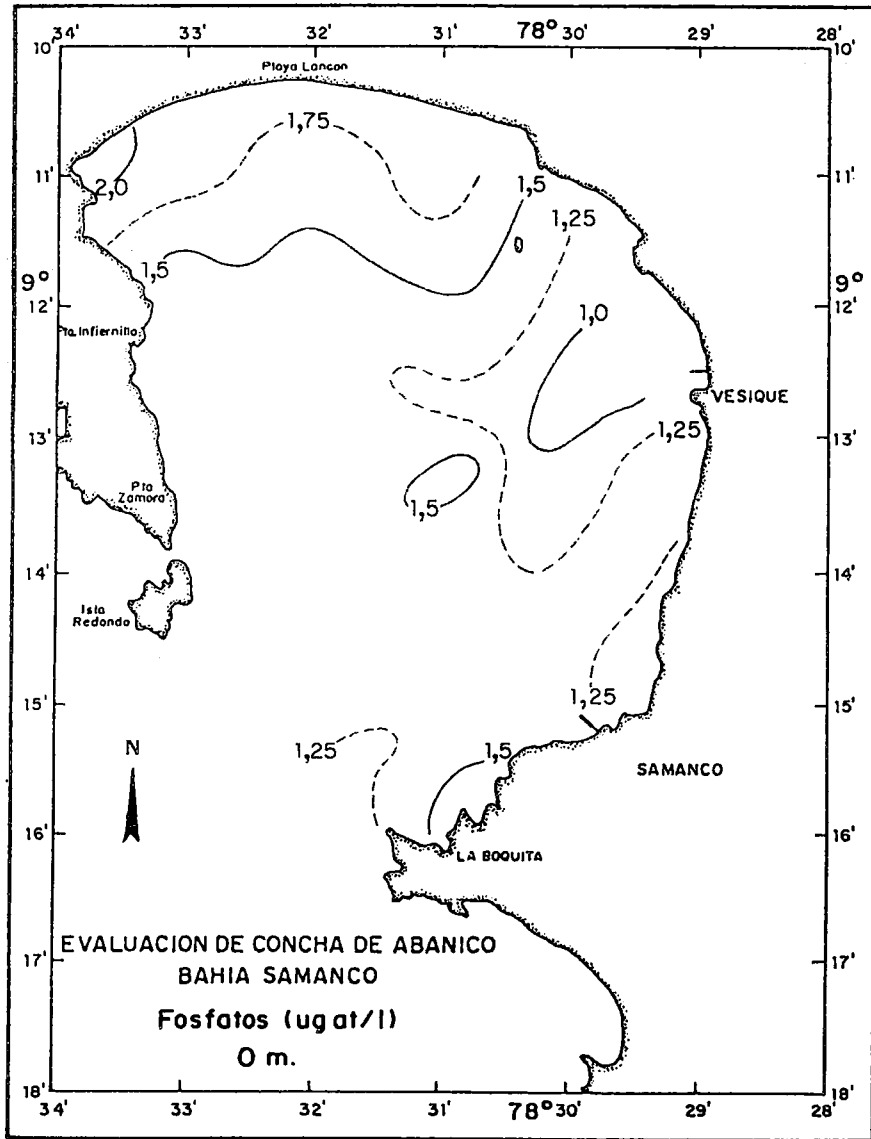 34' 33' 32' 31' 78° 30' 29' 28'
10' 10'
Playa Lancon
1,75
11' 2,0 1,5 11'
1,25
1,5
9° 9°
12' 1,0 12'
Infiernillo
VESIQUE
1,25
13' 13'
Pta
Zamora
1,5
14' 14'
Isla
Redondo
1,25
15' 15'
N 1,25 1,5
SAMANCO
16' 16'
LA BOQUITA
EVALUACION DE CONCHA DE ABANICO
17' 17'
BAHIA SAMANCO
Fosfatos (ug at/l)
0 m.
18' 18'
34' 33' 32' 31' 78° 30' 29' 28'